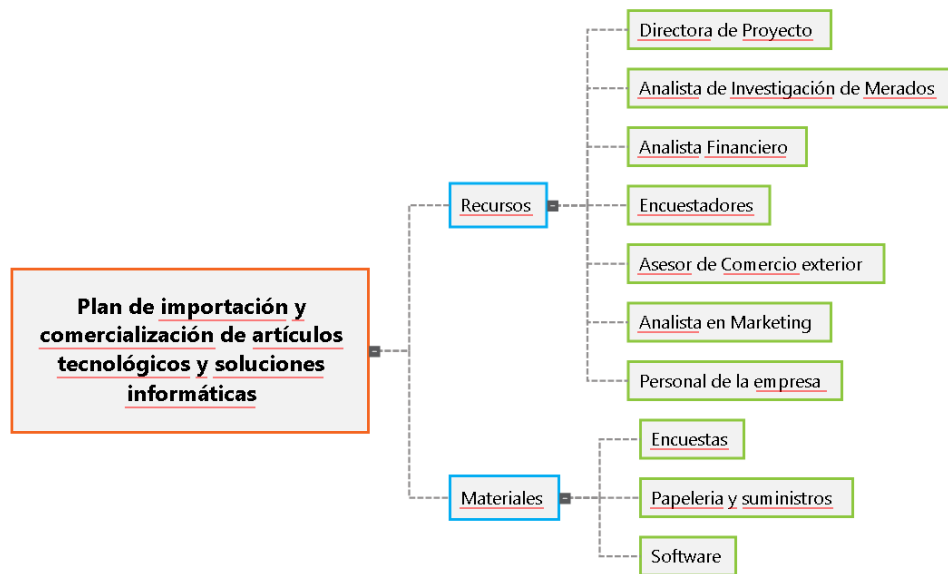 Directora de Proyecto
Analista de Investigación de Merados
Analista Financiero
Recursos
Encuestadores
Asesor de Comercio exterior
Plan de importación y
comercialización de artículos
tecnológicos y soluciones
informáticas
Analista en Marketing
Personal de la empresa
Encuestas
Materiales
Papeleria y suministros
Software